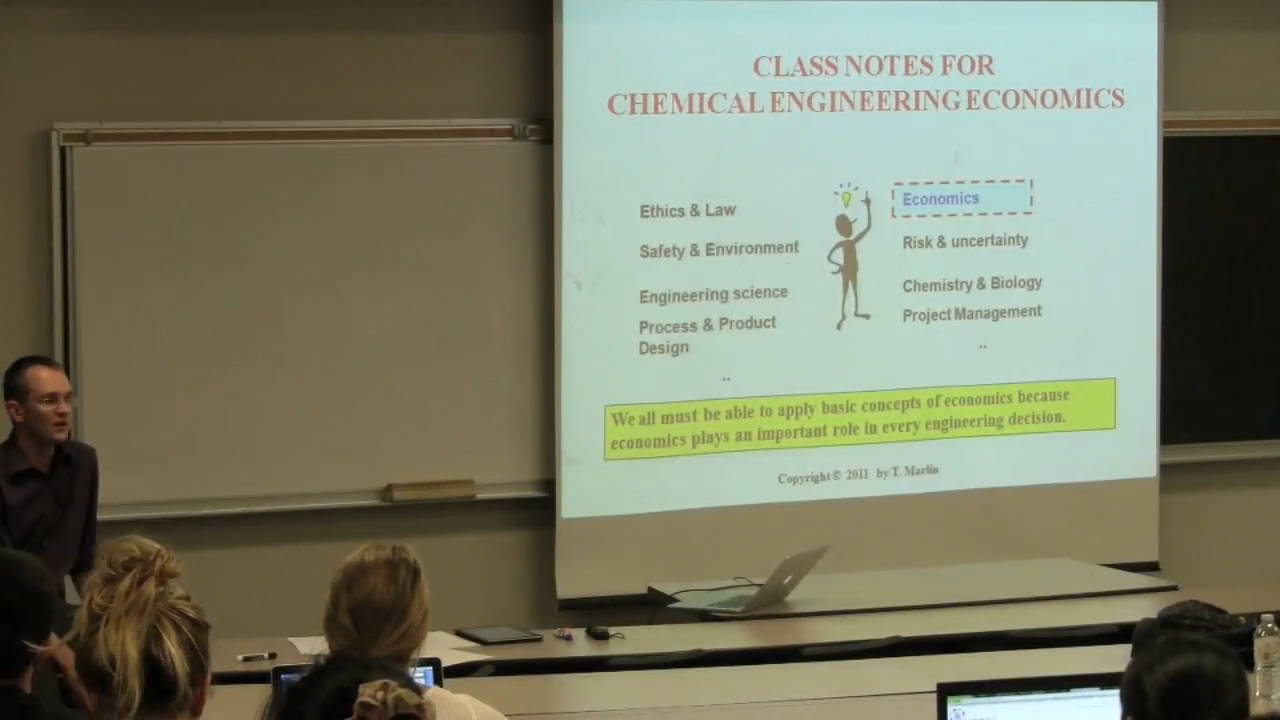 CLASS NOTES FOR
CHEMICAL ENGINEERING ECONOMICS
Ethics & Law
Safety & Environment
Engineering science
Process & Product
Design
..
Economics
Risk & uncertainty
Chemistry & Biology
Project Management
..
We all must be able to apply basic concepts of economics because
economics plays an important role in every engineering decision.
Copyright © 2011 by T. Marlin